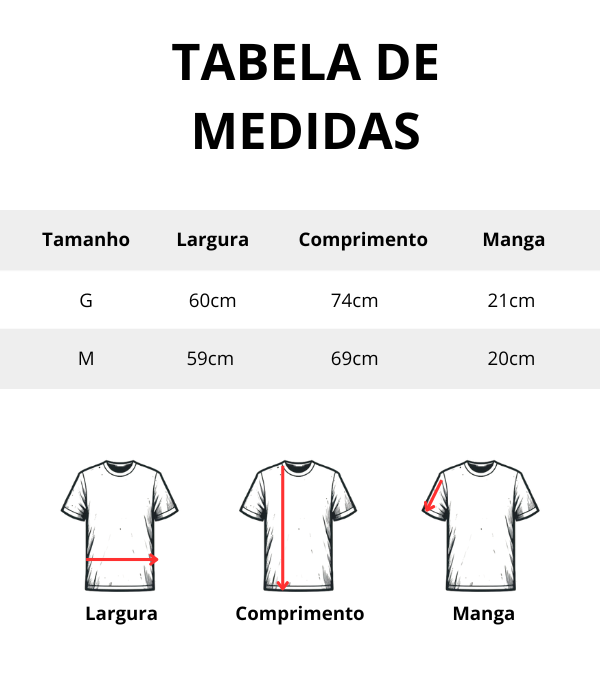 TABELA DE
MEDIDAS
Tamanho Largura Comprimento Manga
G 60cm 74cm 21cm
M 59cm 69cm 20cm
Largura Comprimento Manga